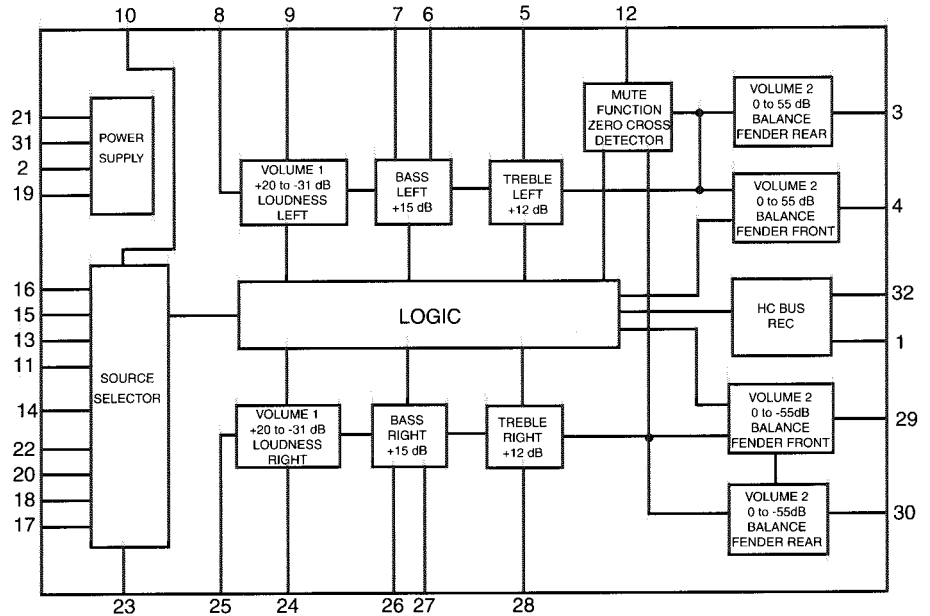 10 8 9 7 6 5 12
21
31
2
19
POWER
SUPPLY
VOLUME 1
+20 to -31 dB
LOUDNESS
LEFT
BASS
LEFT
+15 dB
TREBLE
LEFT
+12 dB
MUTE
FUNCTION
ZERO CROSS
DETECTOR
VOLUME 2
0 to 55 dB
BALANCE
FENDER REAR
3
VOLUME 2
0 to 55 dB
BALANCE
FENDER FRONT
4
16
15
13
11
14
22
20
18
17
SOURCE
SELECTOR
LOGIC
HC BUS
REC
32
1
VOLUME 1
+20 to -31 dB
LOUDNESS
RIGHT
BASS
RIGHT
+15 dB
TREBLE
RIGHT
+12 dB
VOLUME 2
0 to -55dB
BALANCE
FENDER FRONT
29
VOLUME 2
0 to -55dB
BALANCE
FENDER REAR
30
23 25 24 26 27 28